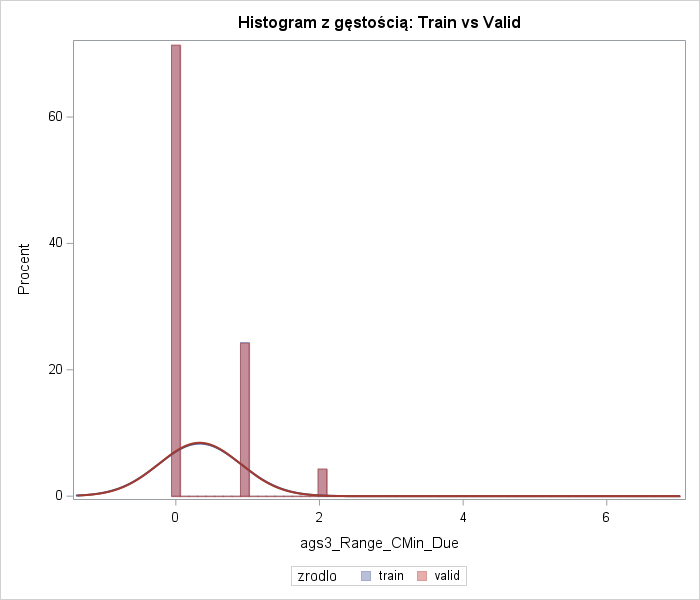 Histogram z gęstością: Train vs Valid
60
40
20
0
Procent
0 2 4 6
ags3_Range_CMin_Due
zrodlo train valid